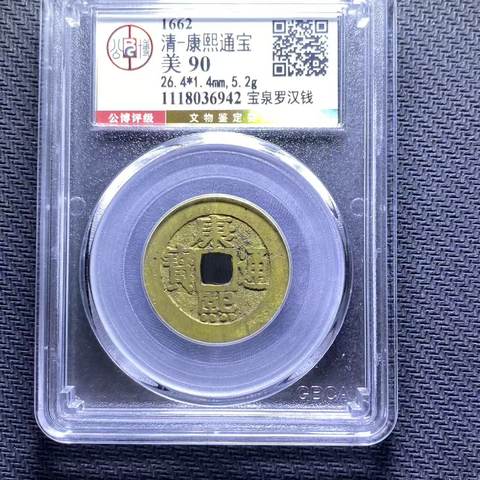 1662
清-康熙通宝
美 90
26.4*1.4mm,5.2g
1118036942 宝泉罗汉钱
公博评级
文物鉴定
康熙通寳
GBCA